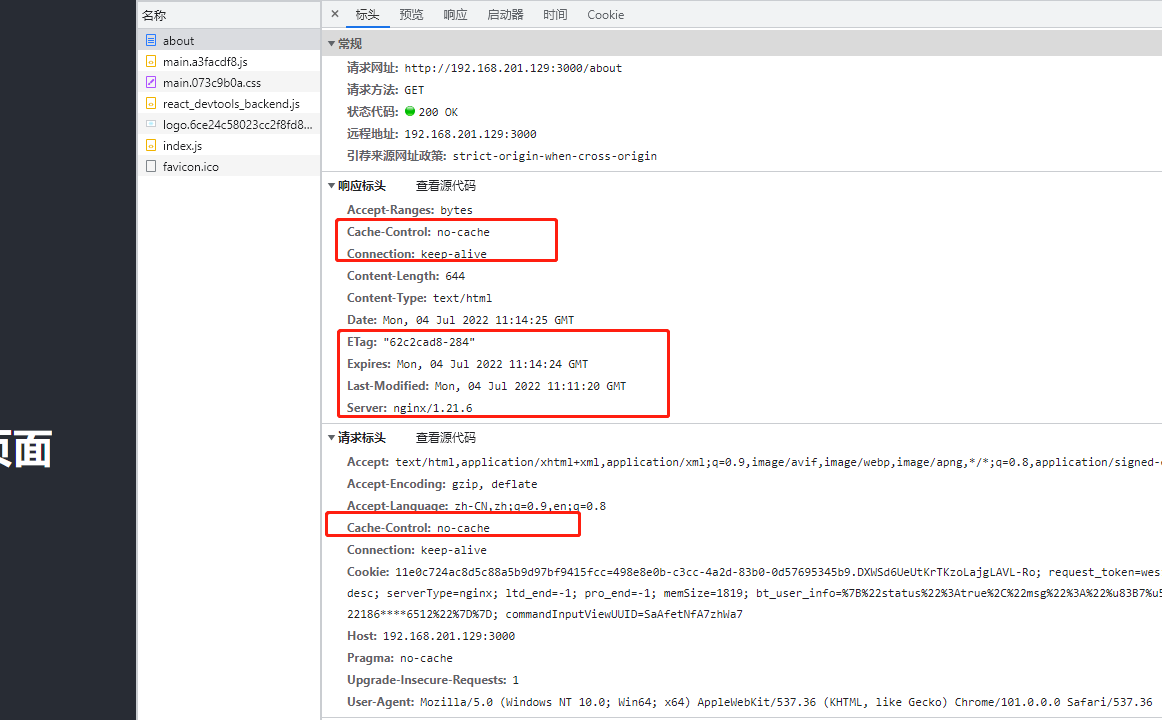 名称
about
main.a3facdf8.js
main.073c9b0a.css
react_devtools_backend.js
logo.6ce24c58023cc2f8fd8...
index.js
favicon.ico
页面
× 标头 预览 响应 启动器 时间 Cookie
常规
请求网址: http://192.168.201.129:3000/about
请求方法: GET
状态代码: 200 OK
远程地址: 192.168.201.129:3000
引荐来源网址政策: strict-origin-when-cross-origin
响应标头 查看源代码
Accept-Ranges: bytes
Cache-Control: no-cache
Connection: keep-alive
Content-Length: 644
Content-Type: text/html
Date: Mon, 04 Jul 2022 11:14:25 GMT
ETag: "62c2cad8-284"
Expires: Mon, 04 Jul 2022 11:14:24 GMT
Last-Modified: Mon, 04 Jul 2022 11:11:20 GMT
Server: nginx/1.21.6
请求标头 查看源代码
Accept: text/html,application/xhtml+xml,application/xml;q=0.9,image/avif,image/webp,image/apng,*/*;q=0.8,application/signed-e
Accept-Encoding: gzip, deflate
Accept-Language: zh-CN,zh;q=0.9,en;q=0.8
Cache-Control: no-cache
Connection: keep-alive
Cookie: 11e0c724ac8d5c88a5b9d97bf9415fcc=498e8e0b-c3cc-4a2d-83b0-0d57695345b9.DXWSd6UeUtKrTKzoLajgLAVL-Ro; request_token=wes
desc; serverType=nginx; ltd_end=-1; pro_end=-1; memSize=1819; bt_user_info=%7B%22status%22%3Atrue%2C%22msg%22%3A%22%u83B7%u5
22186****6512%22%7D%7D; commandInputViewUUID=SaAfetNfA7zhWa7
Host: 192.168.201.129:3000
Pragma: no-cache
Upgrade-Insecure-Requests: 1
User-Agent: Mozilla/5.0 (Windows NT 10.0; Win64; x64) AppleWebKit/537.36 (KHTML, like Gecko) Chrome/101.0.0.0 Safari/537.36